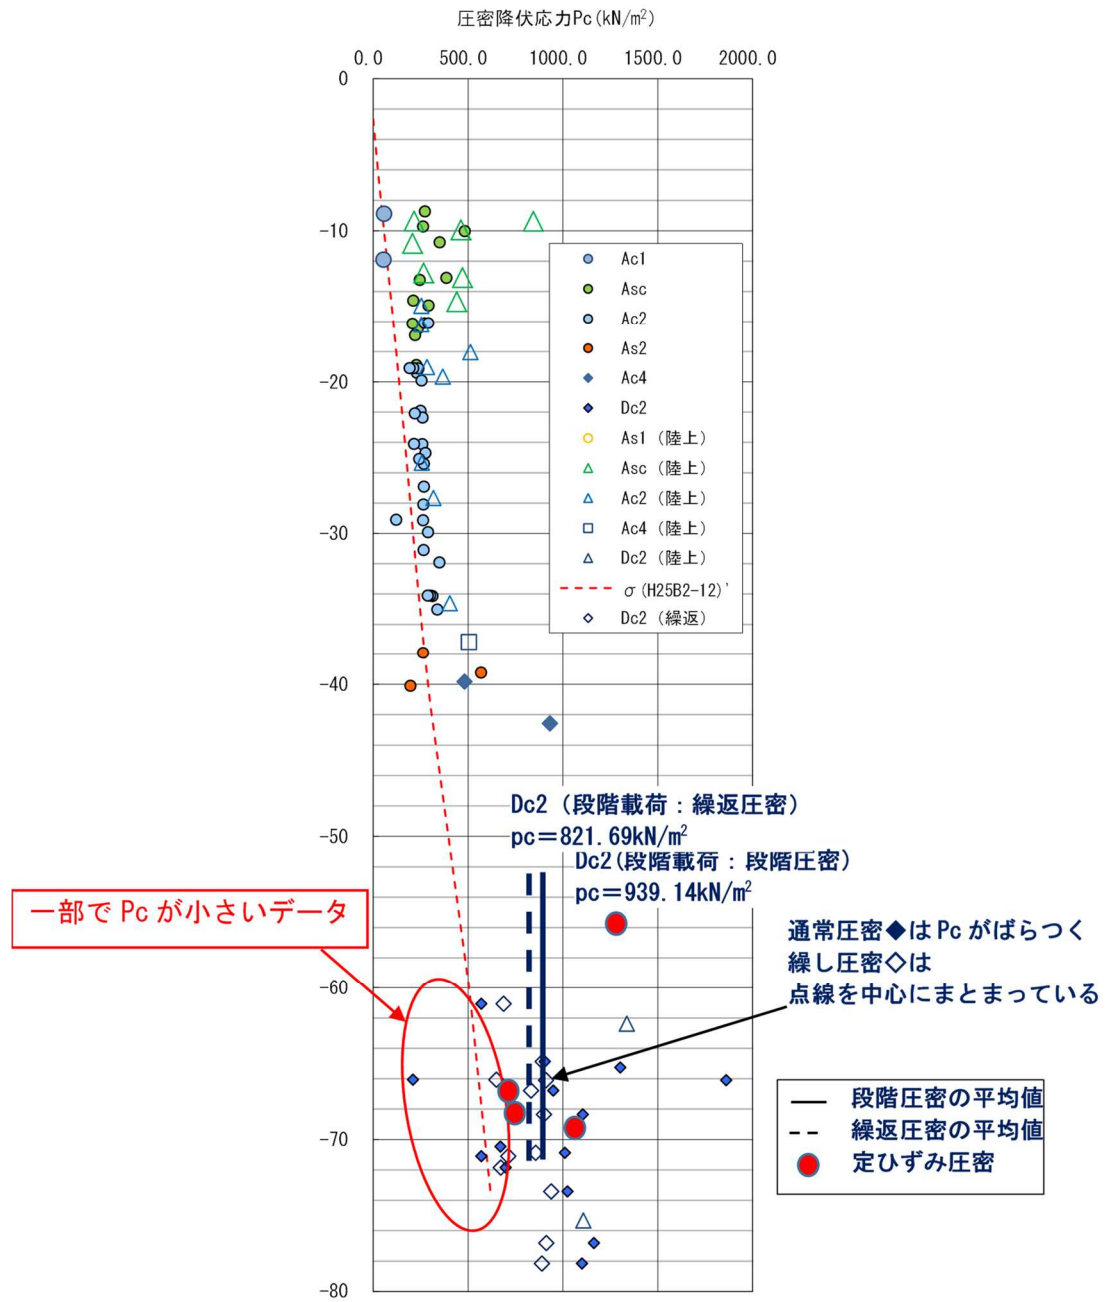 圧密降伏応力Pc(kN/m²)
0.0 500.0 1000.0 1500.0 2000.0
0
-10
-20
-30
-40
-50
-60
-70
-80
Ac1
Asc
Ac2
As2
Ac4
Dc2
As1（陸上）
Asc（陸上）
Ac2（陸上）
Ac4（陸上）
Dc2（陸上）
σ(H25B2-12)'
Dc2（繰返）
Dc2（段階載荷：繰返圧密）
pc＝821.69kN/m²
Dc2(段階載荷：段階圧密)
pc＝939.14kN/m²
一部で Pc が小さいデータ
通常圧密◆は Pc がばらつく
繰し圧密◇は
点線を中心にまとまっている
段階圧密の平均値
繰返圧密の平均値
定ひずみ圧密